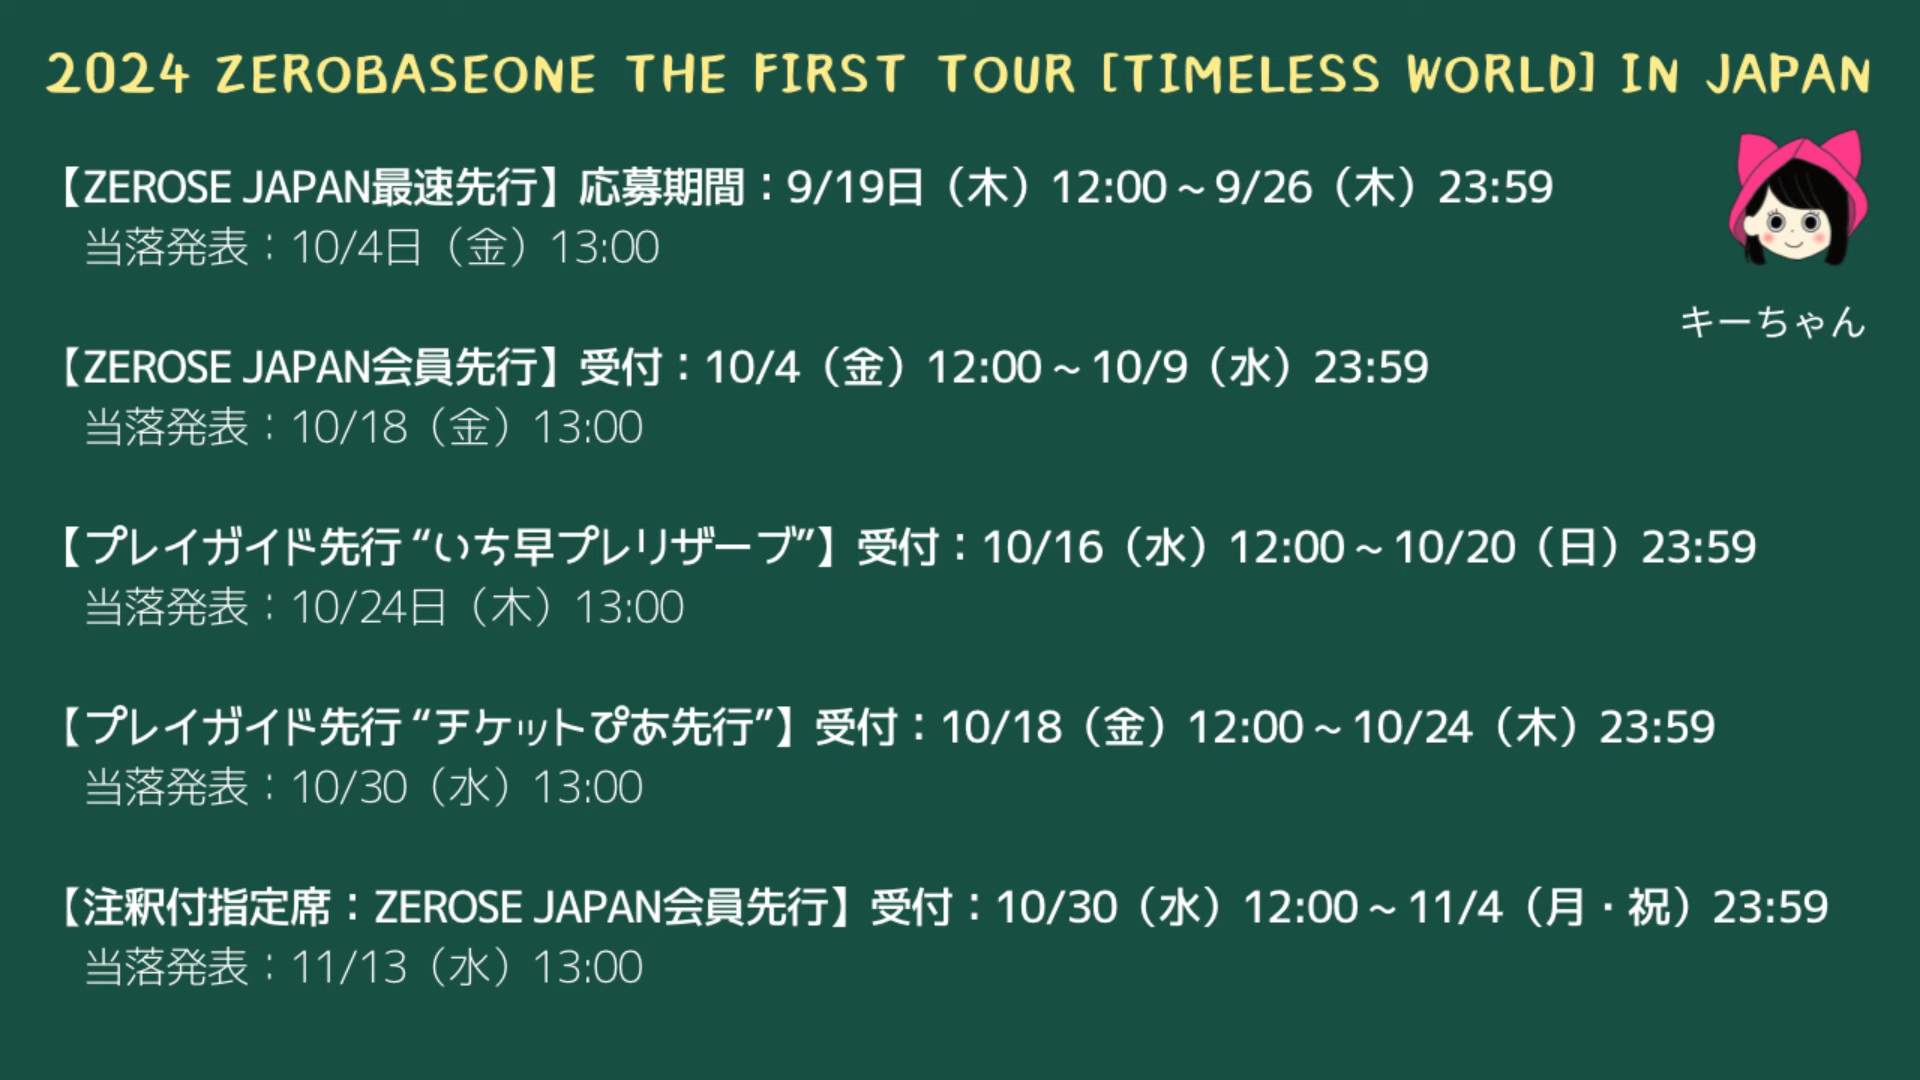 2024 ZEROBASEONE THE FIRST TOUR [TIMELESS WORLD] IN JAPAN
【ZEROSE JAPAN最速先行】応募期間：9/19日（木）12:00～9/26（木）23:59
当落発表：10/4日（金）13:00
キーちゃん
【ZEROSE JAPAN会員先行】受付：10/4（金）12:00～10/9（水）23:59
当落発表：10/18（金）13:00
【プレイガイド先行 “いち早プレリザーブ”】受付：10/16（水）12:00～10/20（日）23:59
当落発表：10/24日（木）13:00
【プレイガイド先行 “チケットぴあ先行”】受付：10/18（金）12:00～10/24（木）23:59
当落発表：10/30（水）13:00
【注釈付指定席：ZEROSE JAPAN会員先行】受付：10/30（水）12:00～11/4（月・祝）23:59
当落発表：11/13（水）13:00